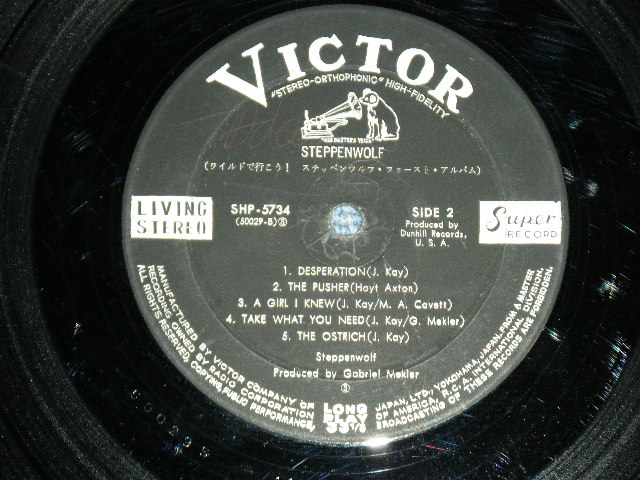 VICTOR
"STEREO-ORTHOPHONIC" HIGH-FIDELITY
"HIS MASTER'S VOICE"
STEPPENWOLF
(ワイルドで行こう! ステッペンウルフ・ファースト・アルバム)
LIVING
STEREO
SHP-5734
(50029-B)③
SIDE 2
Produced by
Dunhill Records,
U. S. A.
Super
RECORD
1. DESPERATION(J. Kay)
2. THE PUSHER(Hoyt Axton)
3. A GIRL I KNEW(J. Kay/M. A. Cavett)
4. TAKE WHAT YOU NEED(J. Kay/G. Mekler)
5. THE OSTRICH(J. Kay)
Steppenwolf
Produced by Gabriel Mekler
③
LONG
PLAY
33⅓
MANUFACTURED BY VICTOR COMPANY OF JAPAN, LTD., YOKOHAMA, JAPAN, FROM A MASTER
RECORDING OWNED BY RADIO CORPORATION OF AMERICA, R.C.A. INTERNATIONAL DIVISION.
ALL RIGHTS RESERVED, COPYING, PUBLIC PERFORMANCE, BROADCASTING OF THESE RECORDS ARE FORBIDDEN.